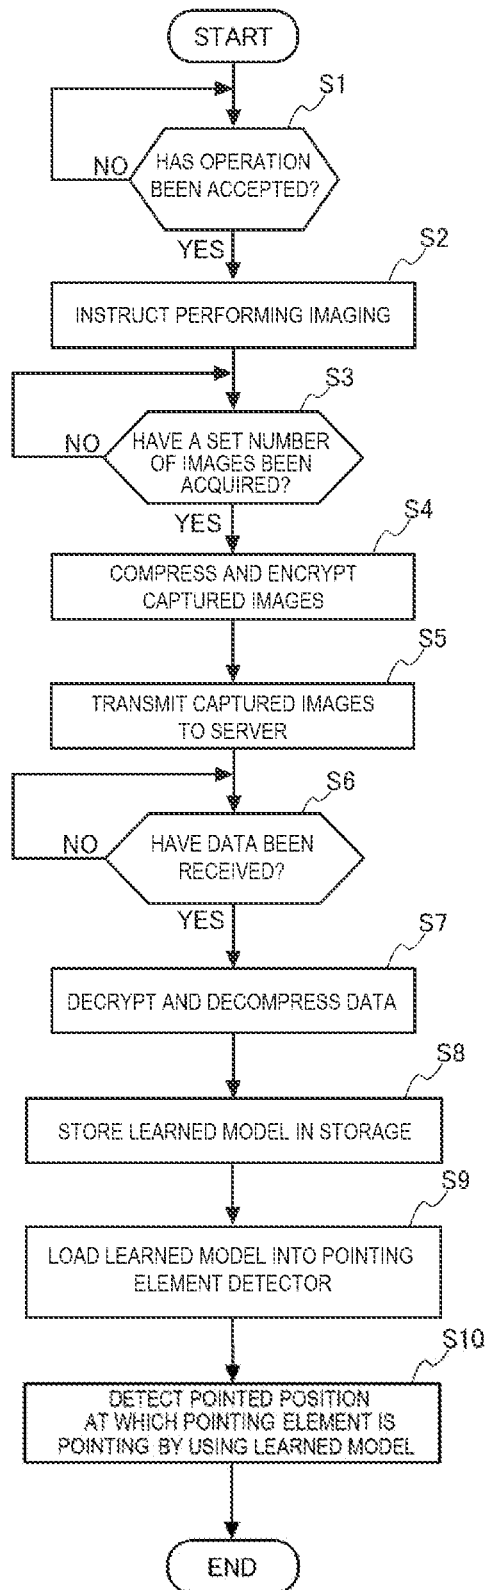 START
S1
HAS OPERATION
BEEN ACCEPTED?
NO
YES
S2
INSTRUCT PERFORMING IMAGING
S3
HAVE A SET NUMBER
OF IMAGES BEEN
ACQUIRED?
NO
YES
S4
COMPRESS AND ENCRYPT
CAPTURED IMAGES
S5
TRANSMIT CAPTURED IMAGES
TO SERVER
S6
HAVE DATA BEEN
RECEIVED?
NO
YES
S7
DECRYPT AND DECOMPRESS DATA
S8
STORE LEARNED MODEL IN STORAGE
S9
LOAD LEARNED MODEL INTO POINTING
ELEMENT DETECTOR
S10
DETECT POINTED POSITION
AT WHICH POINTING ELEMENT IS
POINTING BY USING LEARNED MODEL
END